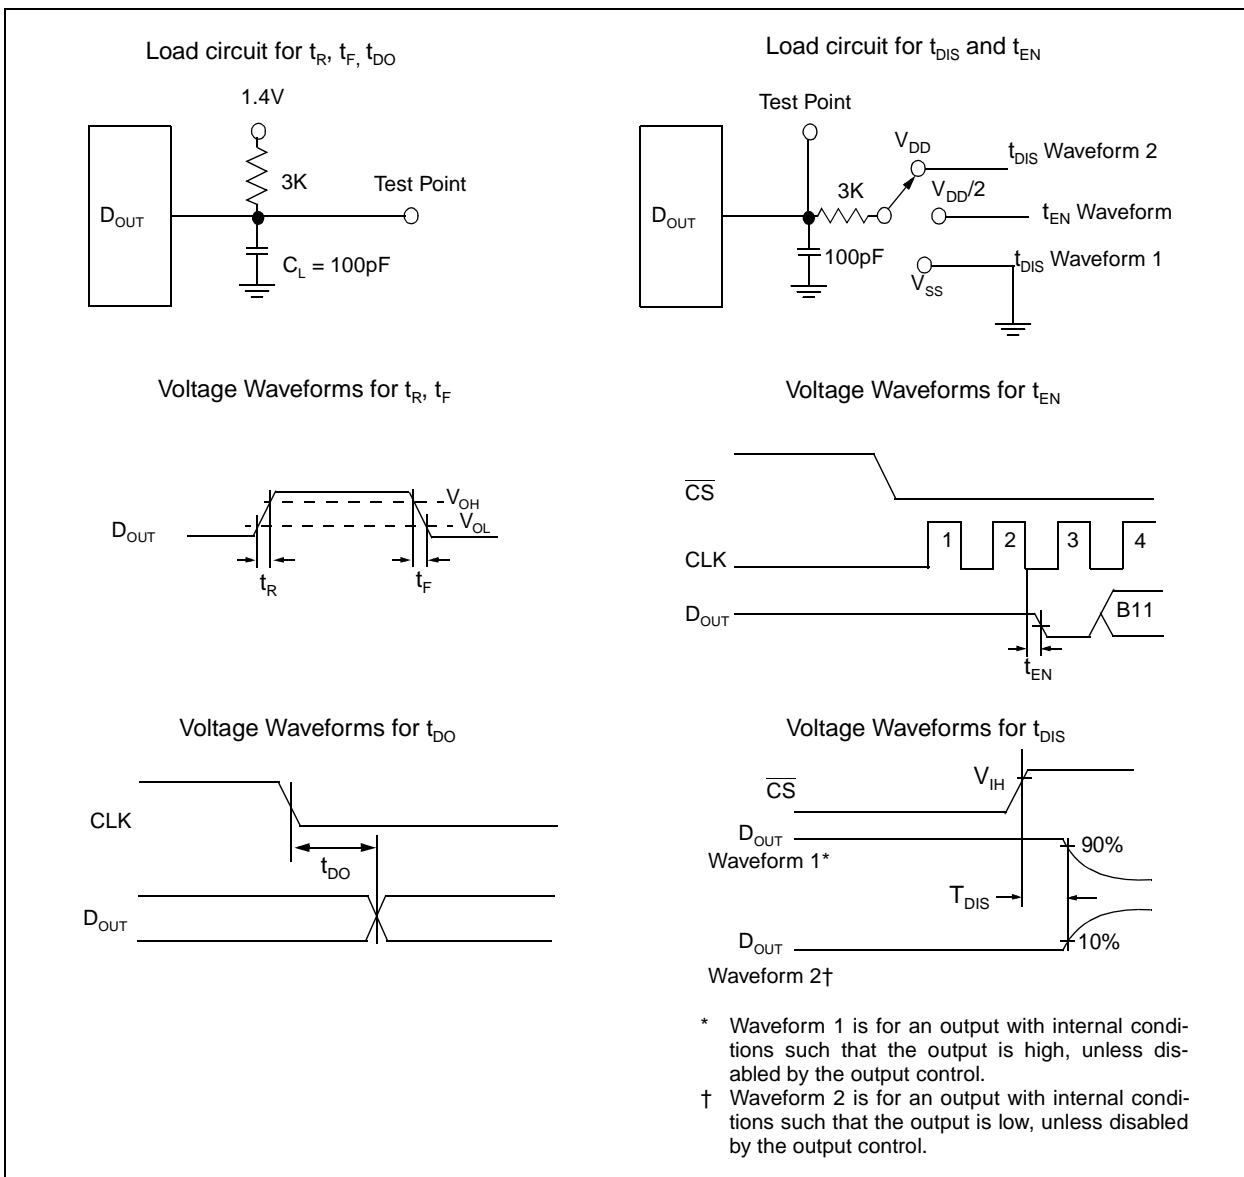 Load circuit for tR, tF, tDO
1.4V
3K
Test Point
DOUT
CL = 100pF
Load circuit for tDIS and tEN
Test Point
VDD
tDIS Waveform 2
3K
VDD/2
DOUT
tEN Waveform
100pF
tDIS Waveform 1
VSS
Voltage Waveforms for tR, tF
VOH
VOL
DOUT
tR
tF
Voltage Waveforms for tEN
CS
1 2 3 4
CLK
DOUT
B11
tEN
Voltage Waveforms for tDO
CLK
tDO
DOUT
Voltage Waveforms for tDIS
VIH
CS
DOUT
Waveform 1*
90%
TDIS
DOUT
10%
Waveform 2†
* Waveform 1 is for an output with internal condi-
tions such that the output is high, unless dis-
abled by the output control.
† Waveform 2 is for an output with internal condi-
tions such that the output is low, unless disabled
by the output control.